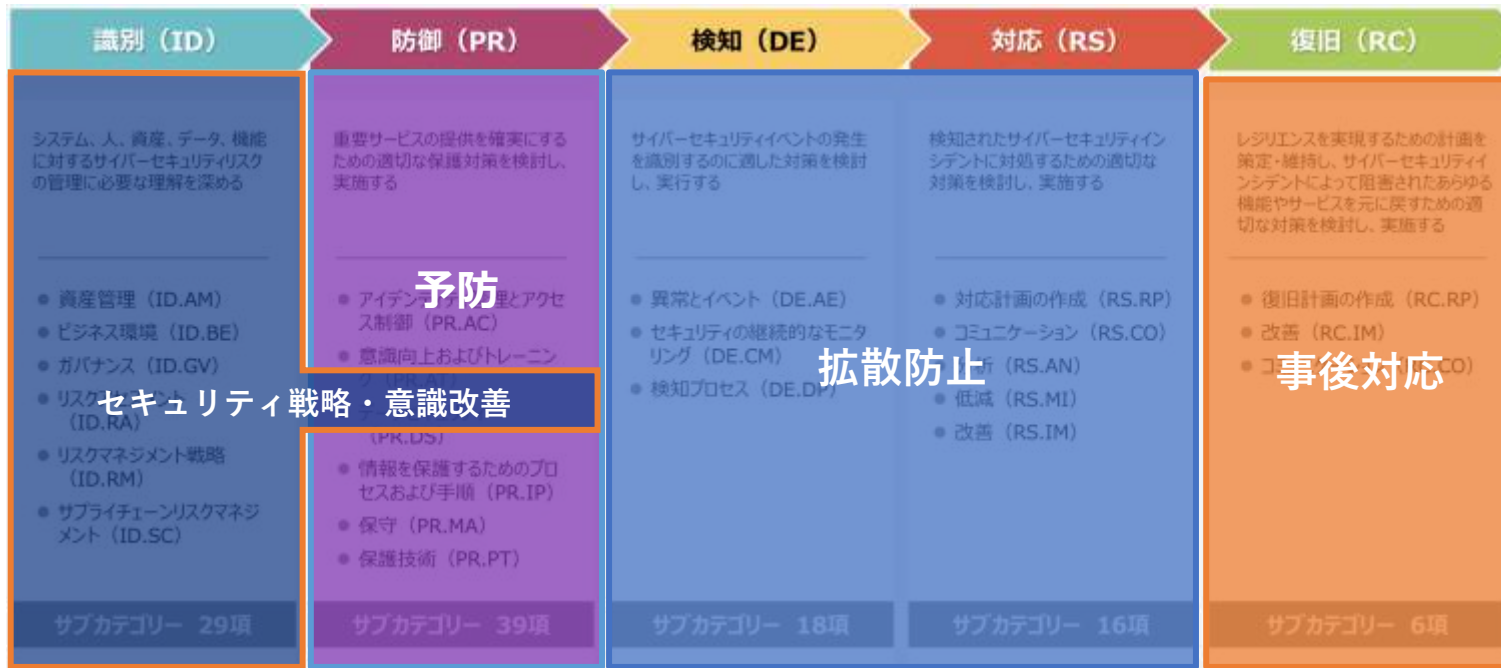 識別（ID）
防御（PR）
検知（DE）
対応（RS）
復旧（RC）
システム、人、資産、データ、機能
に対するサイバーセキュリティリスク
の管理に必要な理解を深める
資産管理（ID.AM）
ビジネス環境（ID.BE）
ガバナンス（ID.GV）
（ID.RA）
リスクマネジメント戦略
（ID.RM）
サプライチェーンリスクマネジ
メント（ID.SC）
サブカテゴリー 29項
重要サービスの提供を確実にする
ための適切な保護対策を検討し、
実施する
ス制御（PR.AC）
意識向上およびトレーニン
（PR.DS）
情報を保護するためのプロ
セスおよび手順（PR.IP）
保守（PR.MA）
保護技術（PR.PT）
サブカテゴリー 39項
予防
セキュリティ戦略・意識改善
サイバーセキュリティイベントの発生
を識別するのに適した対策を検討
し、実行する
異常とイベント（DE.AE）
セキュリティの継続的なモニタ
リング（DE.CM）
検知プロセス（DE.DP）
サブカテゴリー 18項
検知されたサイバーセキュリティイン
シデントに対処するための適切な
対策を検討し、実施する
対応計画の作成（RS.RP）
コミュニケーション（RS.CO）
（RS.AN）
低減（RS.MI）
改善（RS.IM）
サブカテゴリー 16項
拡散防止
レジリエンスを実現するための計画を
策定・維持し、サイバーセキュリティイ
ンシデントによって阻害されたあらゆる
機能やサービスを元に戻すための適
切な対策を検討し、実施する
復旧計画の作成（RC.RP）
改善（RC.IM）
サブカテゴリー 6項
事後対応